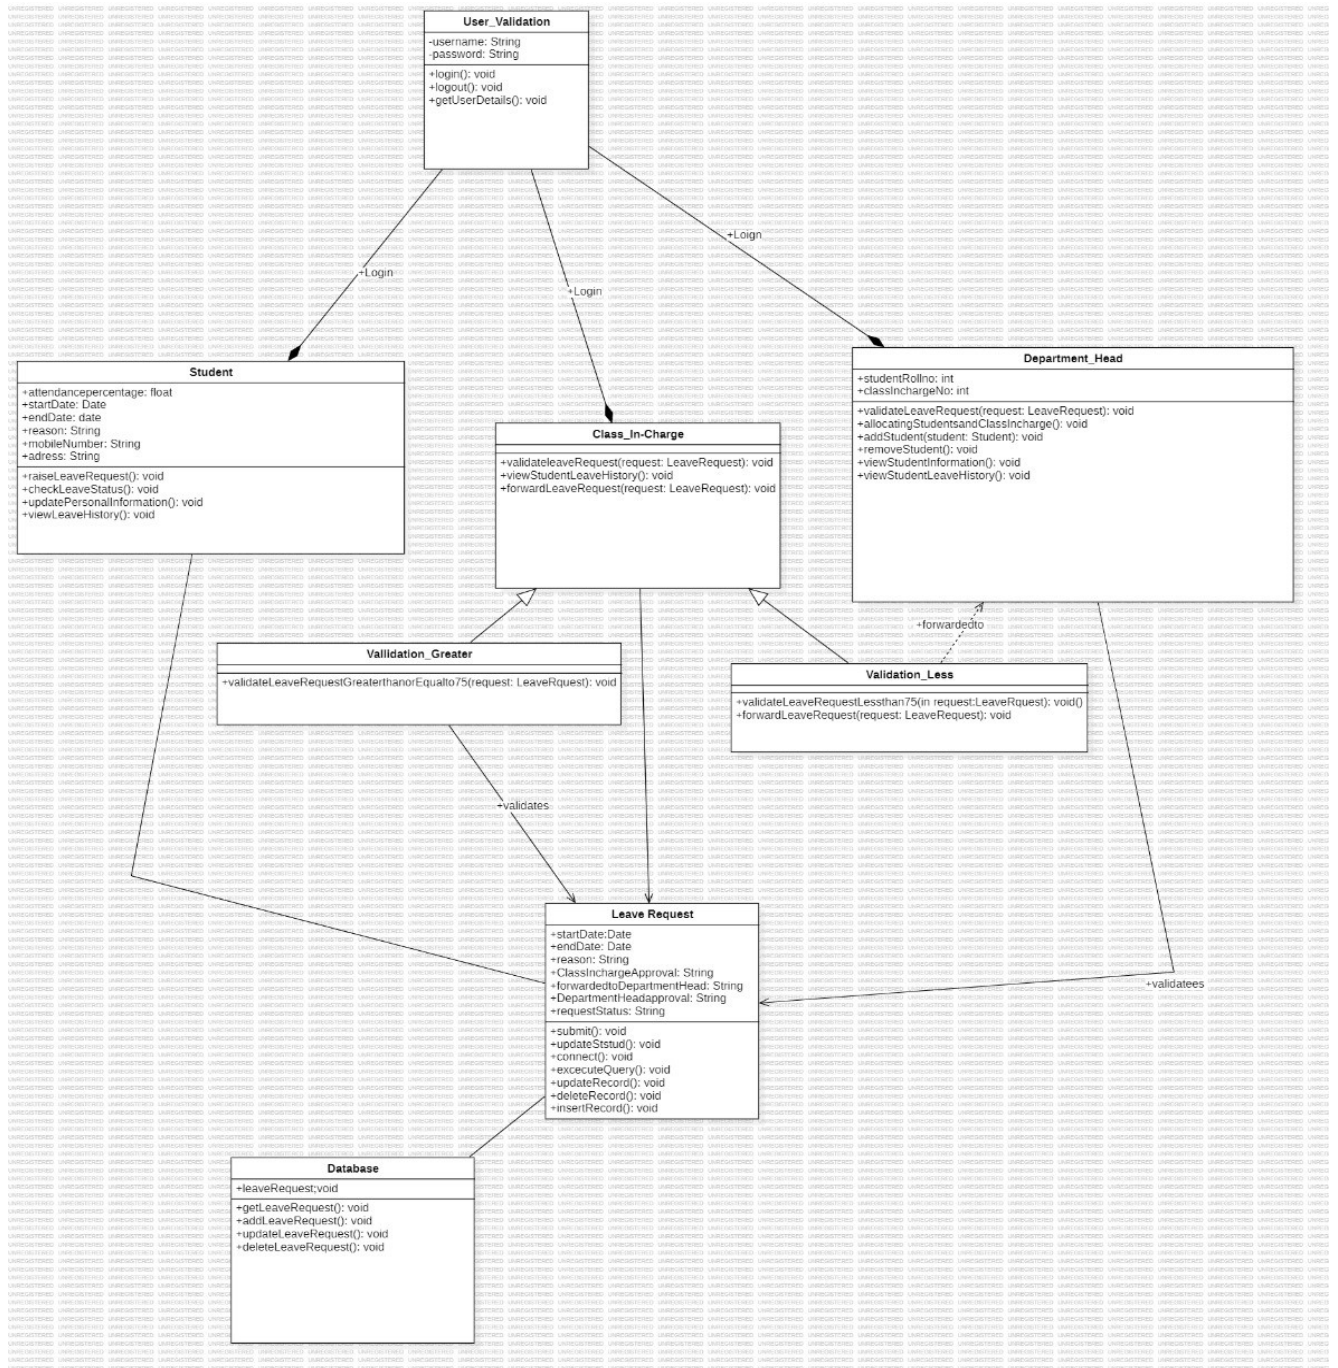 User_Validation
-username: String
-password: String
+login(): void
+logout(): void
+getUserDetails(): void
+Loign
+Login
+Login
Student
+attendancepercentage: float
+startDate: Date
+endDate: date
+reason: String
+mobileNumber: String
+adress: String
+raiseLeaveRequest(): void
+checkLeaveStatus(): void
+updatePersonalInformation(): void
+viewLeaveHistory(): void
Class_In-Charge
+validateleaveRequest(request: LeaveRequest): void
+viewStudentLeaveHistory(): void
+forwardLeaveRequest(request: LeaveRequest): void
Department_Head
+studentRollno: int
+classInchargeNo: int
+validateLeaveRequest(request: LeaveRequest): void
+allocatingStudentsandClassIncharge(): void
+addStudent(student: Student): void
+removeStudent(): void
+viewStudentInformation(): void
+viewStudentLeaveHistory(): void
+forwardedto
Vallidation_Greater
+validateLeaveRequestGreaterthanorEqualto75(request: LeaveRquest): void
Validation_Less
+validateLeaveRequestLessthan75(in request:LeaveRquest): void()
+forwardLeaveRequest(request: LeaveRequest): void
+validates
+validatees
Leave Request
+startDate:Date
+endDate: Date
+reason: String
+ClassInchargeApproval: String
+forwardedtoDepartmentHead: String
+DepartmentHeadapproval: String
+requestStatus: String
+submit(): void
+updateStstud(): void
+connect(): void
+excecuteQuery(): void
+updateRecord(): void
+deleteRecord(): void
+insertRecord(): void
Database
+leaveRequest;void
+getLeaveRequest(): void
+addLeaveRequest(): void
+updateLeaveRequest(): void
+deleteLeaveRequest(): void
UNREGISTERED